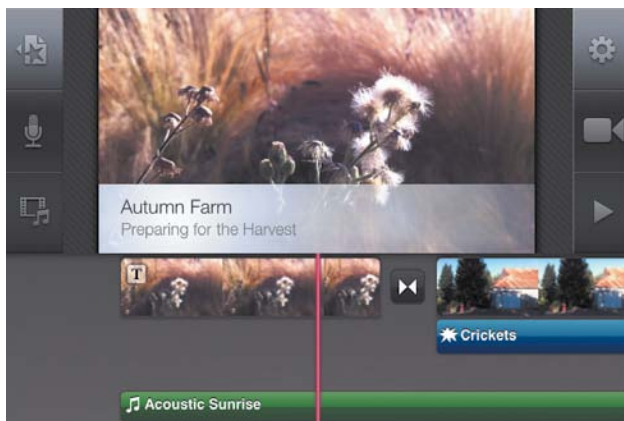 Autumn Farm
Preparing for the Harvest
T
Crickets
Acoustic Sunrise